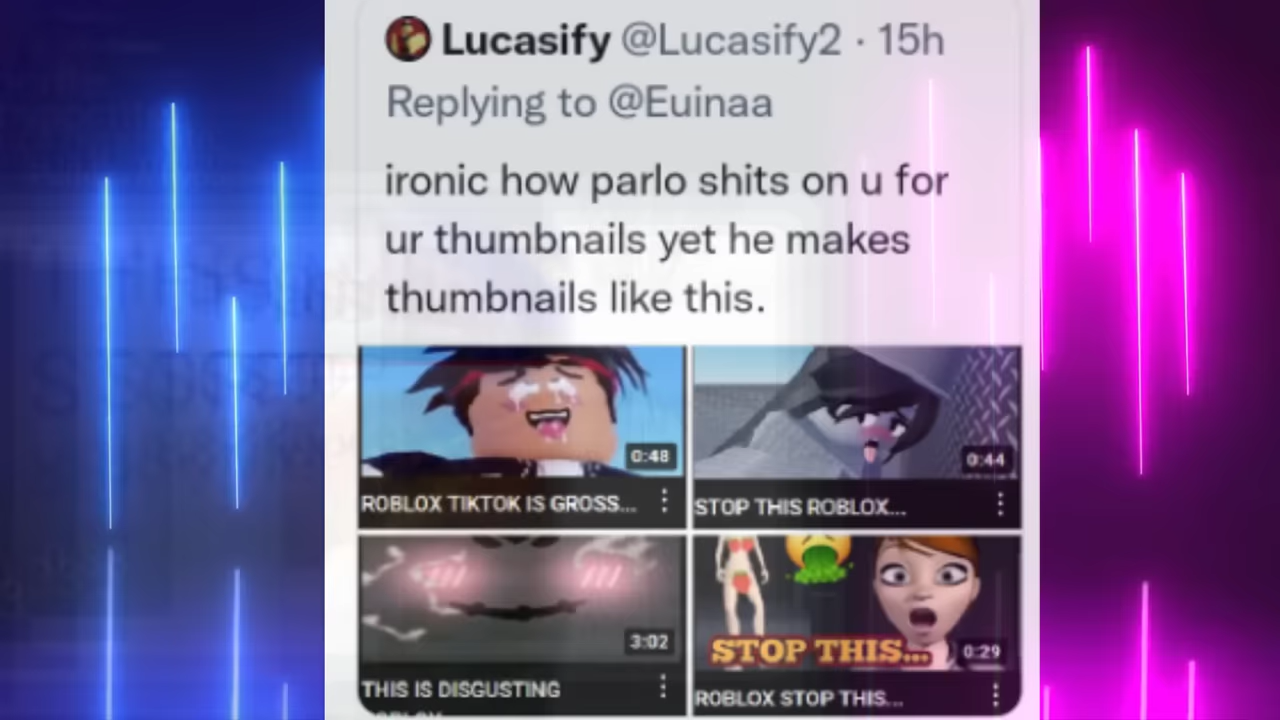 Lucasify @Lucasify2 · 15h
Replying to @Euinaa
ironic how parlo shits on u for
ur thumbnails yet he makes
thumbnails like this.
0:48
0:44
ROBLOX TIKTOK IS GROSS...
STOP THIS ROBLOX...
3:02
STOP THIS...
0:29
THIS IS DISGUSTING
ROBLOX STOP THIS...